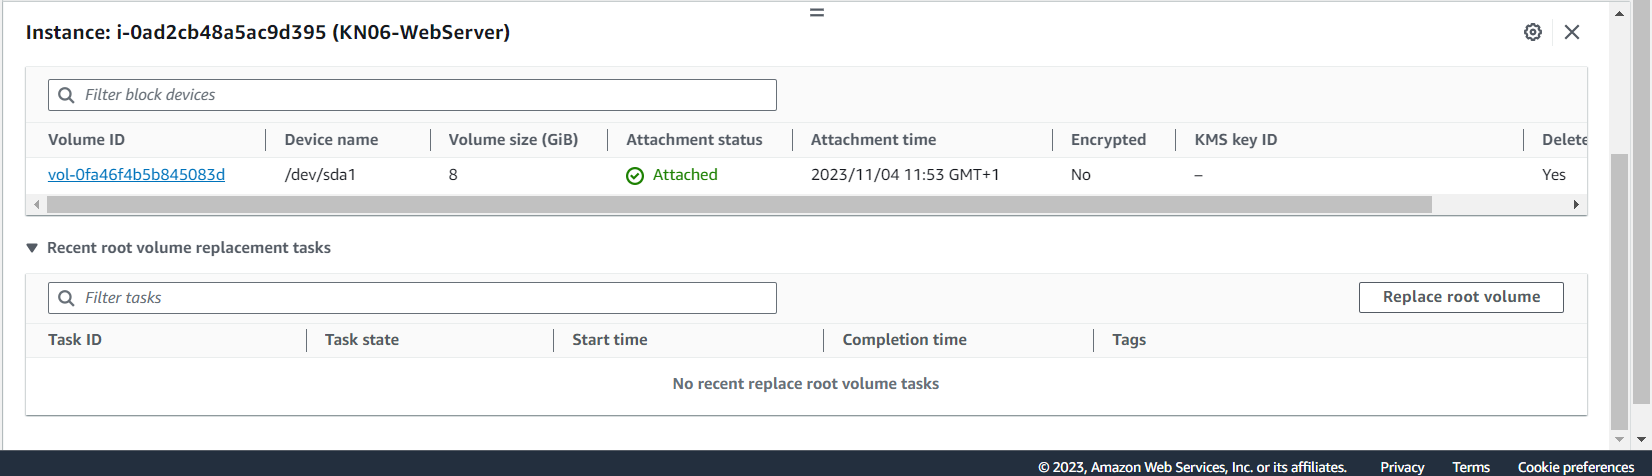 Instance: i-0ad2cb48a5ac9d395 (KN06-WebServer)
Filter block devices
Volume ID Device name Volume size (GiB) Attachment status Attachment time Encrypted KMS key ID Delete
vol-0fa46f4b5b845083d /dev/sda1 8 Attached 2023/11/04 11:53 GMT+1 No – Yes
Recent root volume replacement tasks
Filter tasks Replace root volume
Task ID Task state Start time Completion time Tags
No recent replace root volume tasks
© 2023, Amazon Web Services, Inc. or its affiliates. Privacy Terms Cookie preferences